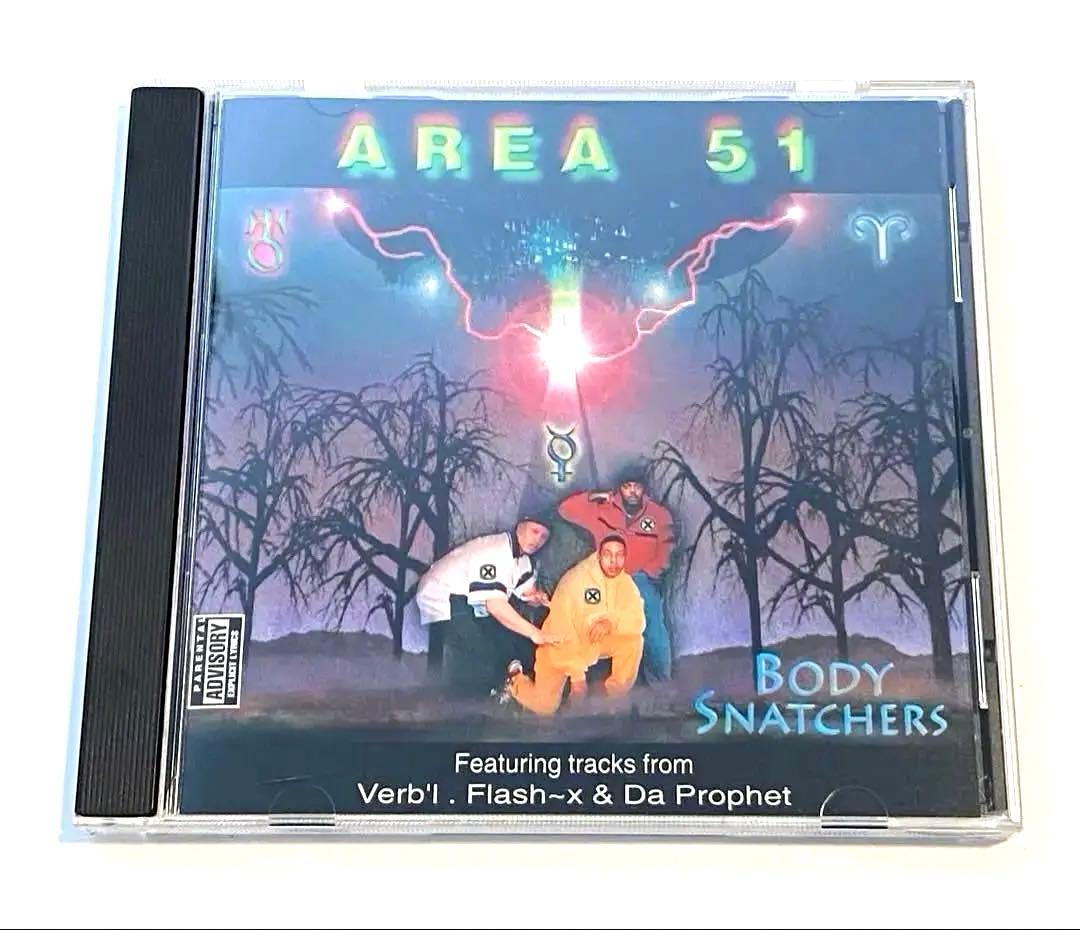 AREA 51
PARENTAL
ADVISORY
EXPLICIT LYRICS
BODY
SNATCHERS
Featuring tracks from
Verb'l . Flash~x & Da Prophet